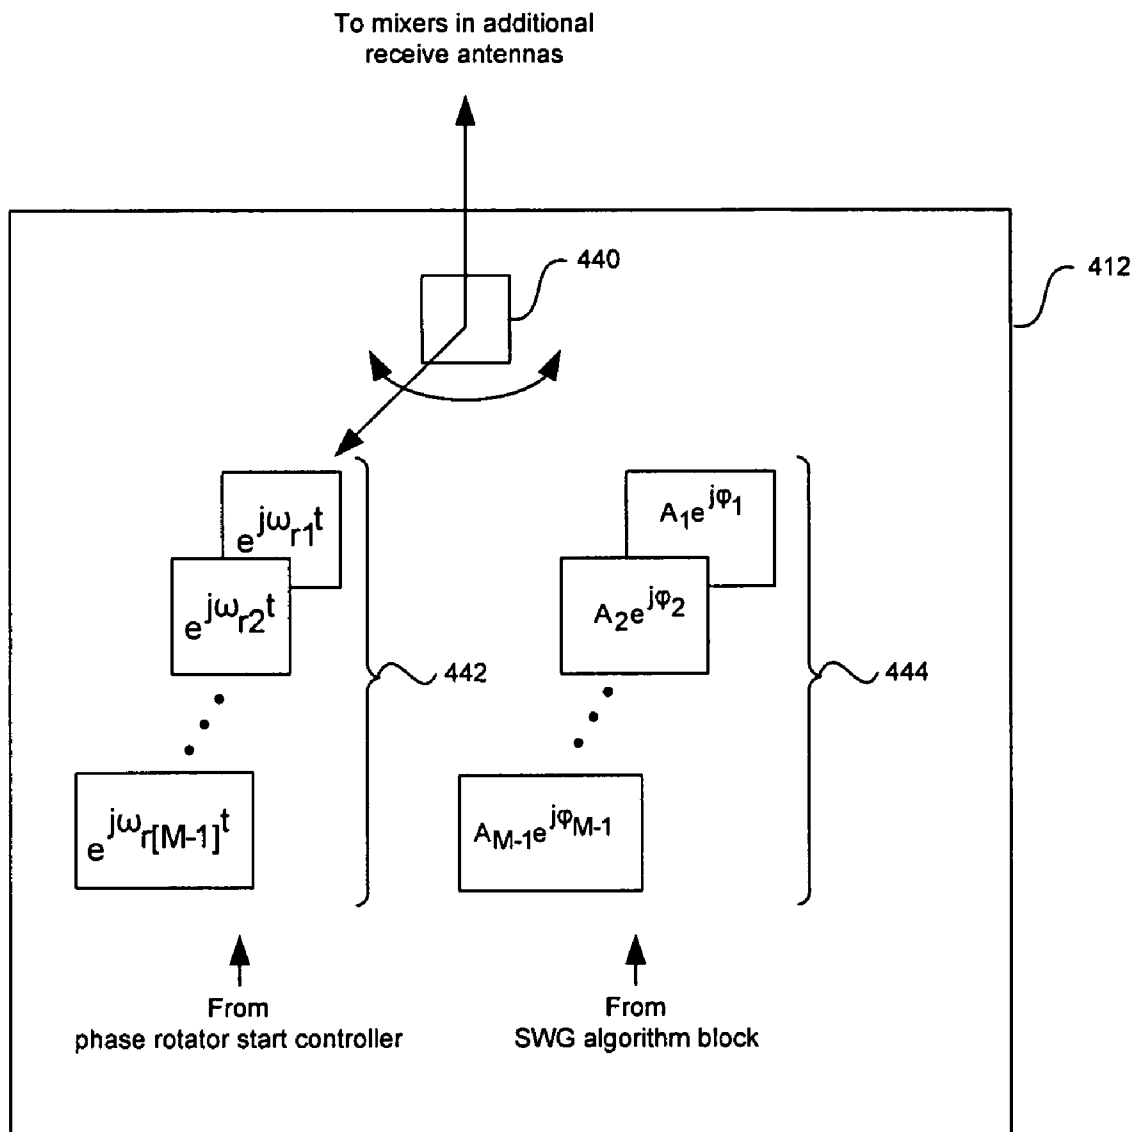 To mixers in additional
receive antennas
440
412
e^{jω_{r1}t}
A_1e^{jφ_1}
e^{jω_{r2}t}
A_2e^{jφ_2}
442
444
e^{jω_{r[M-1]}t}
A_{M-1}e^{jφ_{M-1}}
From
phase rotator start controller
From
SWG algorithm block